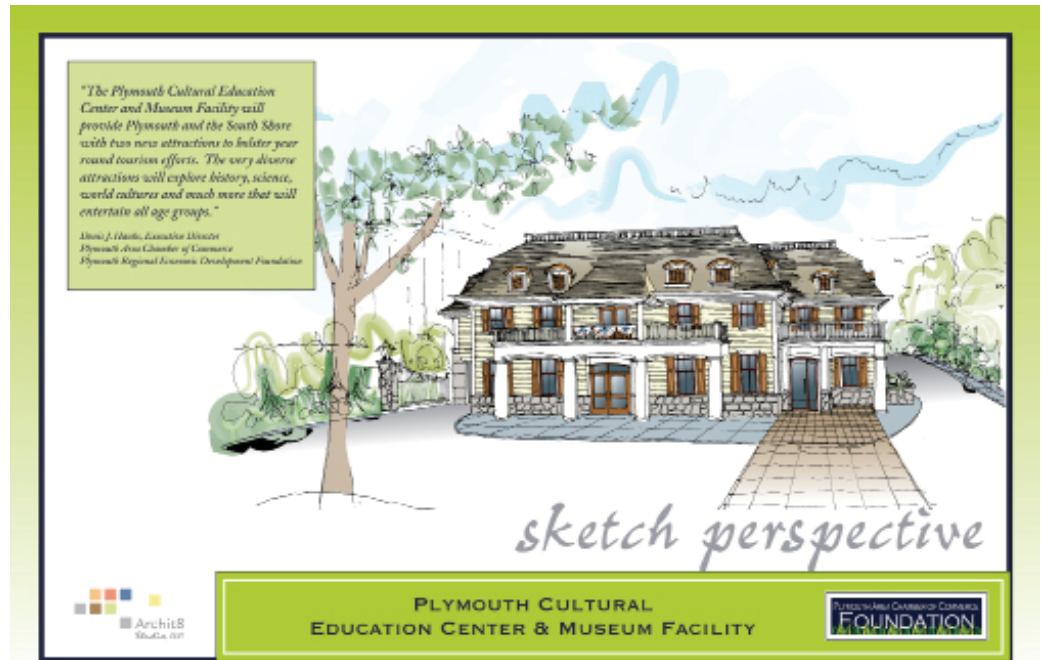 "The Plymouth Cultural Education
Center and Museum Facility will
provide Plymouth and the South Shore
with two new attractions to bolster year
round tourism efforts. The very diverse
attractions will explore history, science,
world cultures and much more that will
entertain all age groups."
Denis J. Hanks, Executive Director
Plymouth Area Chamber of Commerce
Plymouth Regional Economic Development Foundation
sketch perspective
Archit8
Studio,
PLYMOUTH CULTURAL
EDUCATION CENTER & MUSEUM FACILITY
PLYMOUTH AREA CHAMBER OF COMMERCE
FOUNDATION